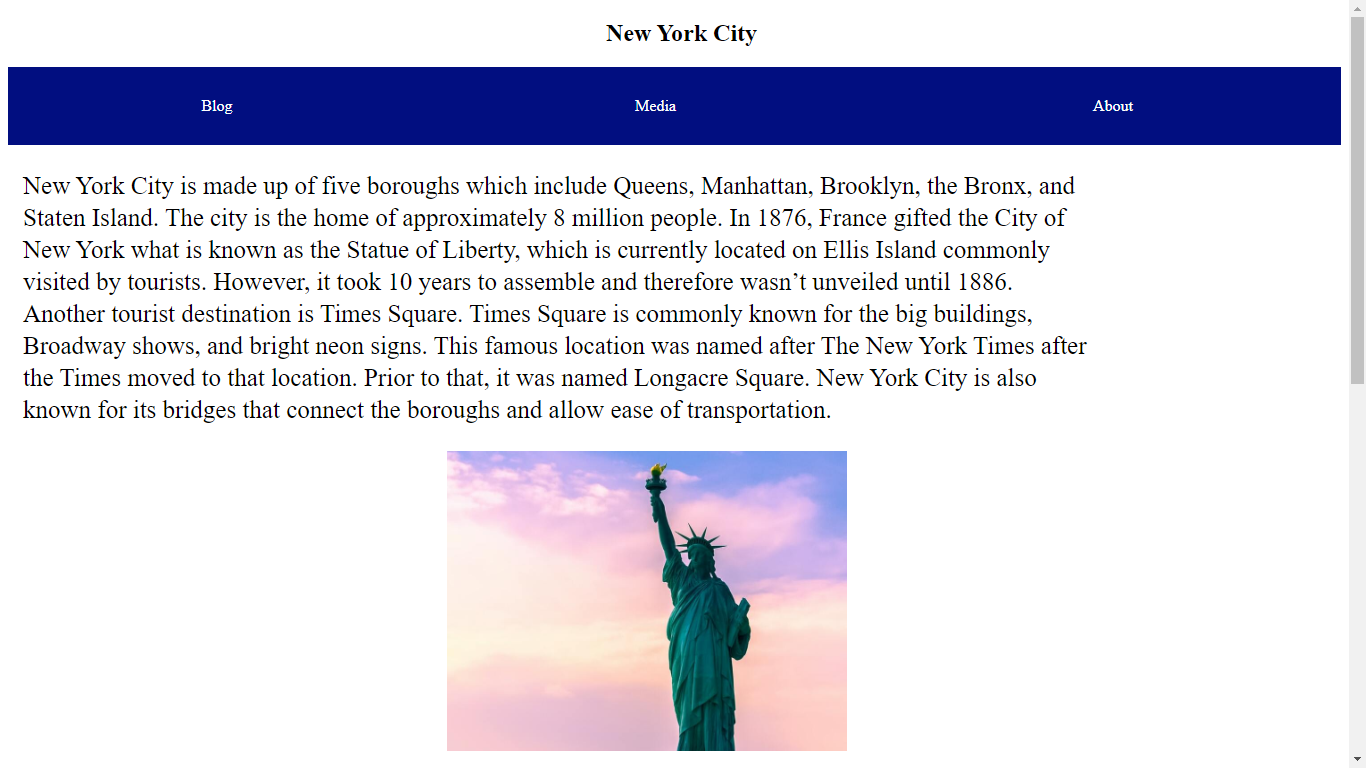 New York City
Blog
Media
About
New York City is made up of five boroughs which include Queens, Manhattan, Brooklyn, the Bronx, and
Staten Island. The city is the home of approximately 8 million people. In 1876, France gifted the City of
New York what is known as the Statue of Liberty, which is currently located on Ellis Island commonly
visited by tourists. However, it took 10 years to assemble and therefore wasn’t unveiled until 1886.
Another tourist destination is Times Square. Times Square is commonly known for the big buildings,
Broadway shows, and bright neon signs. This famous location was named after The New York Times after
the Times moved to that location. Prior to that, it was named Longacre Square. New York City is also
known for its bridges that connect the boroughs and allow ease of transportation.